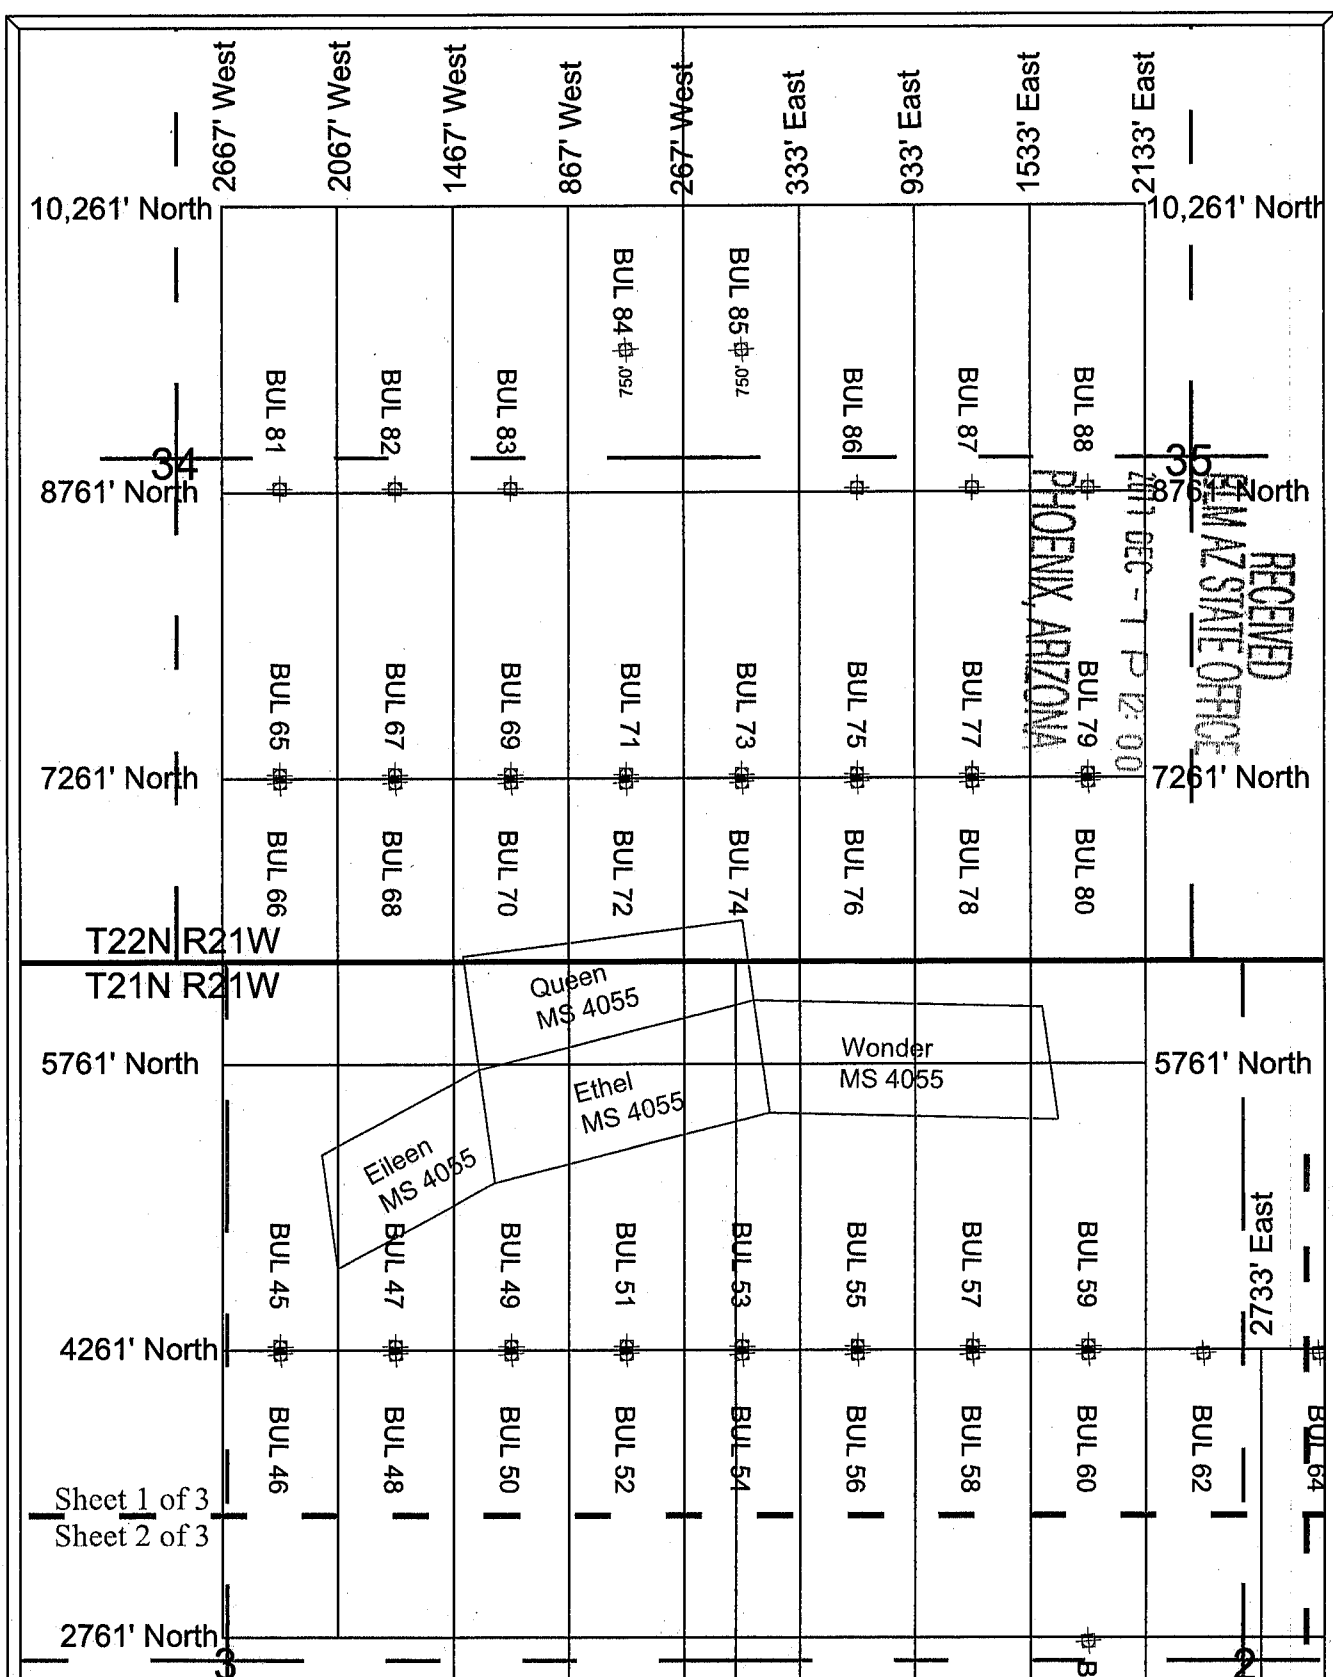 2667' West
2067' West
1467' West
867' West
267' West
333' East
933' East
1533' East
2133' East
10,261' North
10,261' North
BUL 81
BUL 82
BUL 83
BUL 84
750'
BUL 85
750'
BUL 86
BUL 87
BUL 88
34
35
8761' North
8761' North
RECEIVED
BLM AZ STATE OFFICE
2017 DEC -7 P 12:00
PHOENIX, ARIZONA
BUL 65
BUL 67
BUL 69
BUL 71
BUL 73
BUL 75
BUL 77
BUL 79
7261' North
7261' North
BUL 66
BUL 68
BUL 70
BUL 72
BUL 74
BUL 76
BUL 78
BUL 80
T22N R21W
T21N R21W
Queen
MS 4055
Wonder
MS 4055
5761' North
5761' North
Ethel
MS 4055
Eileen
MS 4055
BUL 45
BUL 47
BUL 49
BUL 51
BUL 53
BUL 55
BUL 57
BUL 59
2733' East
4261' North
BUL 46
BUL 48
BUL 50
BUL 52
BUL 54
BUL 56
BUL 58
BUL 60
BUL 62
BUL 64
Sheet 1 of 3
Sheet 2 of 3
2761' North
3
2
B